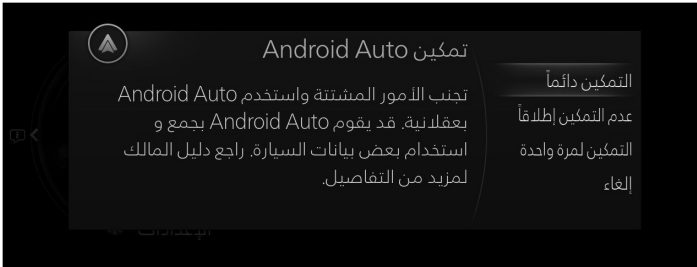 تمكين Android Auto
تجنب الأمور المشتتة واستخدم Android Auto
بعقلانية. قد يقوم Android Auto بجمع و
استخدام بعض بيانات السيارة. راجع دليل المالك
لمزيد من التفاصيل.
التمكين دائماً
عدم التمكين إطلاقاً
التمكين لمرة واحدة
إلغاء
الإعدادات